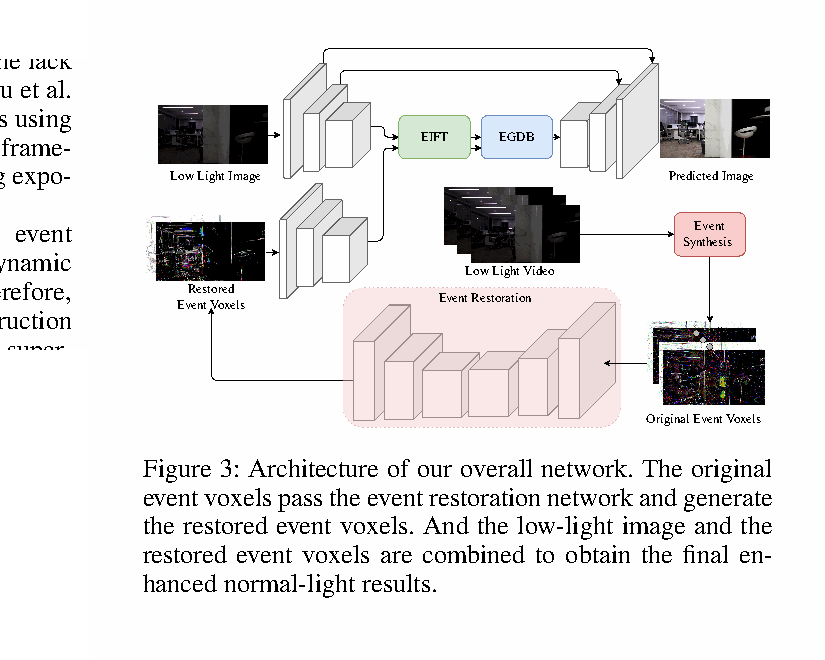 u et al.
s using
frame-
g expo-
event
ynamic
refore,
ruction
super-
Low Light Image
EIFT
EGDB
Predicted Image
Restored
Event Voxels
Low Light Video
Event
Synthesis
Event Restoration
Original Event Voxels
Figure 3: Architecture of our overall network. The original
event voxels pass the event restoration network and generate
the restored event voxels. And the low-light image and the
restored event voxels are combined to obtain the final en-
hanced normal-light results.